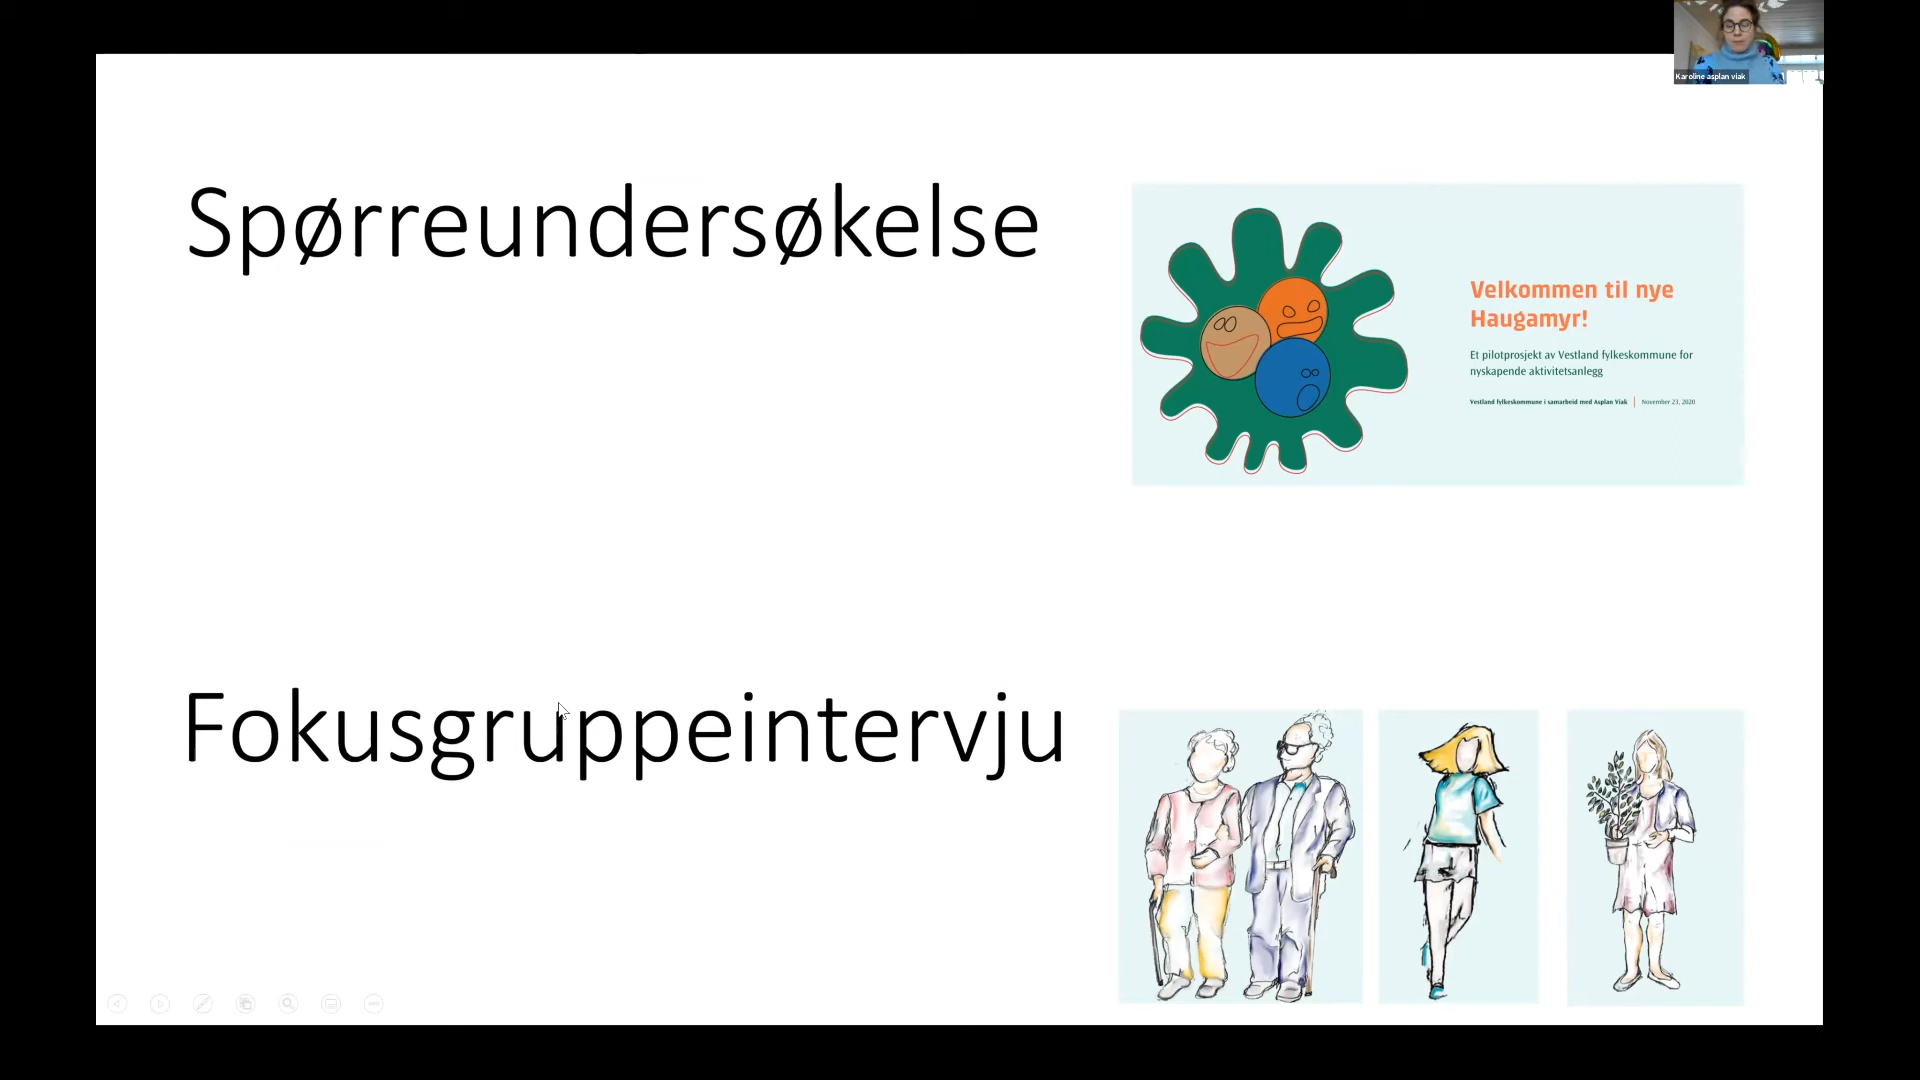 Karoline asplan viak
Spørreundersøkelse
Velkommen til nye
Haugamyr!
Et pilotprosjekt av Vestland fylkeskommune for
nyskapende aktivitetsanlegg
Vestland fylkeskommune i samarbeid med Asplan Viak | November 23, 2020
Fokusgruppeintervju